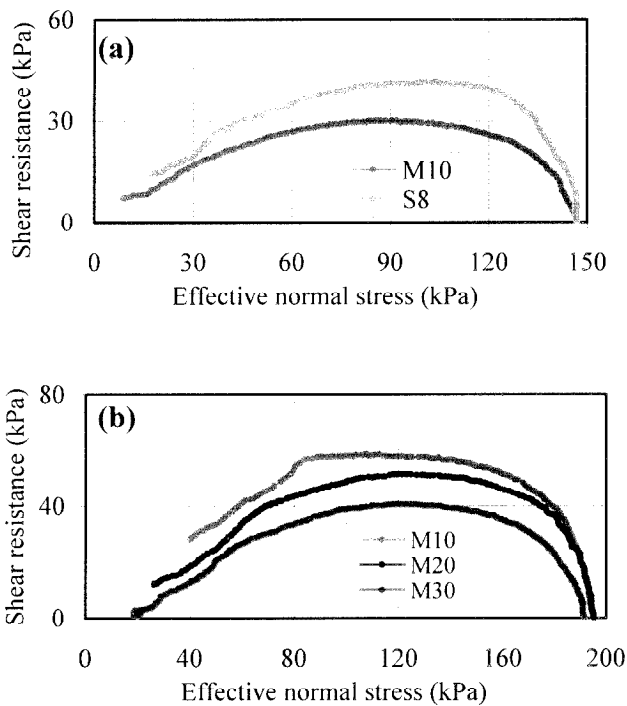 (a)
Shear resistance (kPa)
60
30
0
M10
S8
0 30 60 90 120 150
Effective normal stress (kPa)
(b)
Shear resistance (kPa)
80
40
0
M10
M20
M30
0 40 80 120 160 200
Effective normal stress (kPa)